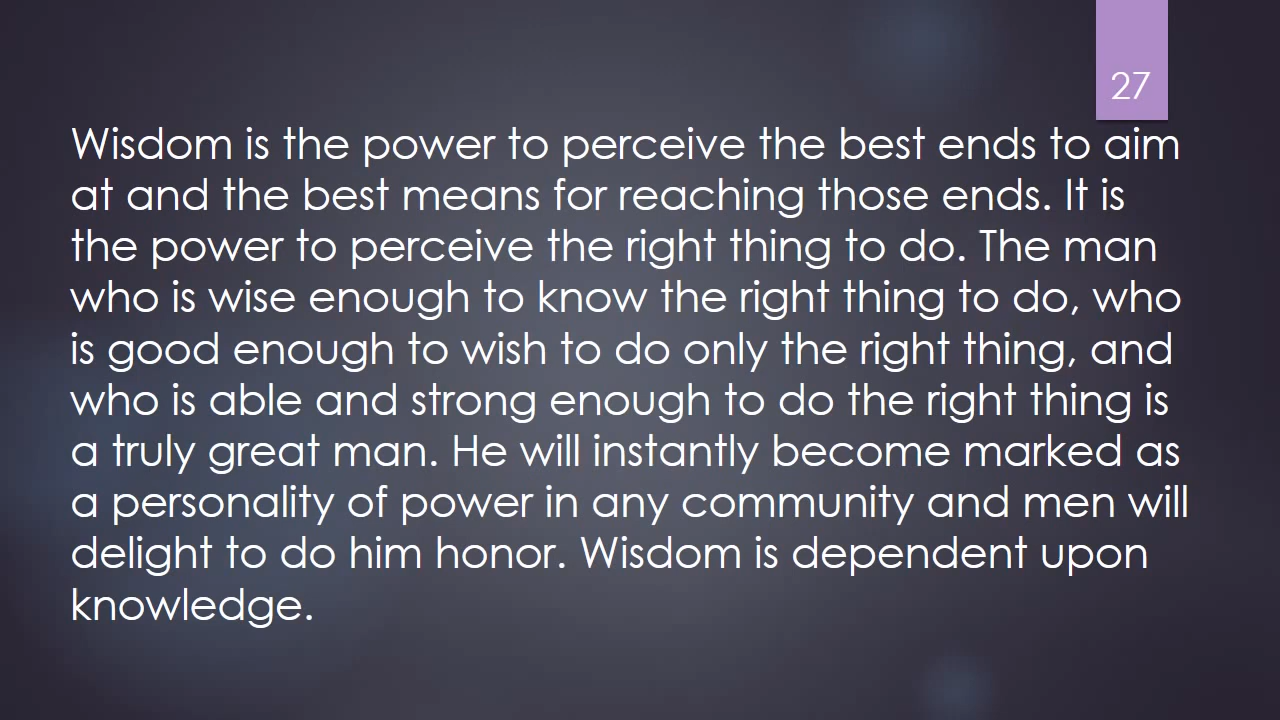 27
Wisdom is the power to perceive the best ends to aim
at and the best means for reaching those ends. It is
the power to perceive the right thing to do. The man
who is wise enough to know the right thing to do, who
is good enough to wish to do only the right thing, and
who is able and strong enough to do the right thing is
a truly great man. He will instantly become marked as
a personality of power in any community and men will
delight to do him honor. Wisdom is dependent upon
knowledge.